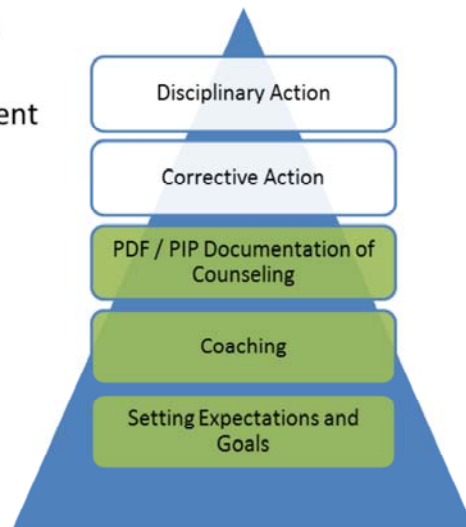 ent
Disciplinary Action
Corrective Action
PDF / PIP Documentation of
Counseling
Coaching
Setting Expectations and
Goals